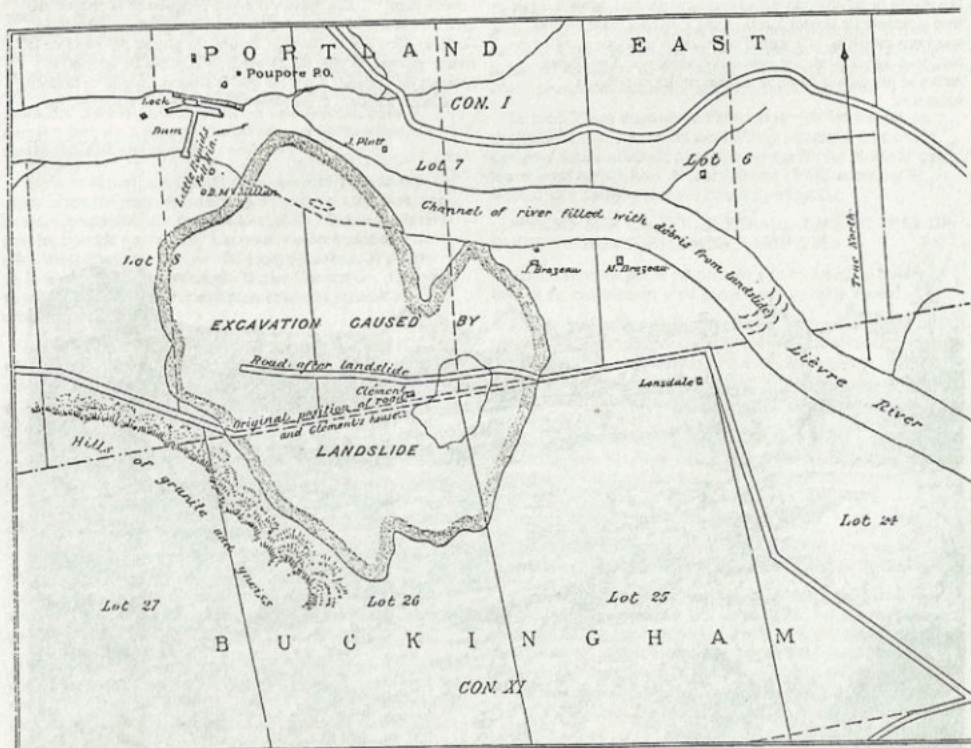 PORTLAND EAST
Poupore P.O.
CON. I
Lock
Dam
Little Rapids
J. Platt
Lot 7
Lot 6
D. McMillan
Channel of river filled with débris from landslide
True North
Lot 8
J. Brazeau
M. Brazeau
EXCAVATION CAUSED BY
Road after landslide
Lonsdale
Clement
Original position of road
and Clement's house
LANDSLIDE
Lièvre River
Hills of granite and gneiss
Lot 24
Lot 27
Lot 26
Lot 25
BUCKINGHAM
CON. XI